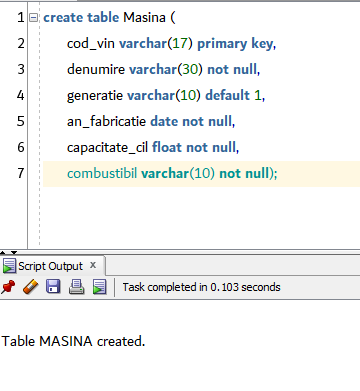 1 create table Masina (
2 cod_vin varchar(17) primary key,
3 denumire varchar(30) not null,
4 generatie varchar(10) default 1,
5 an_fabricatie date not null,
6 capacitate_cil float not null,
7 combustibil varchar(10) not null);
Script Output x
Task completed in 0.103 seconds
Table MASINA created.